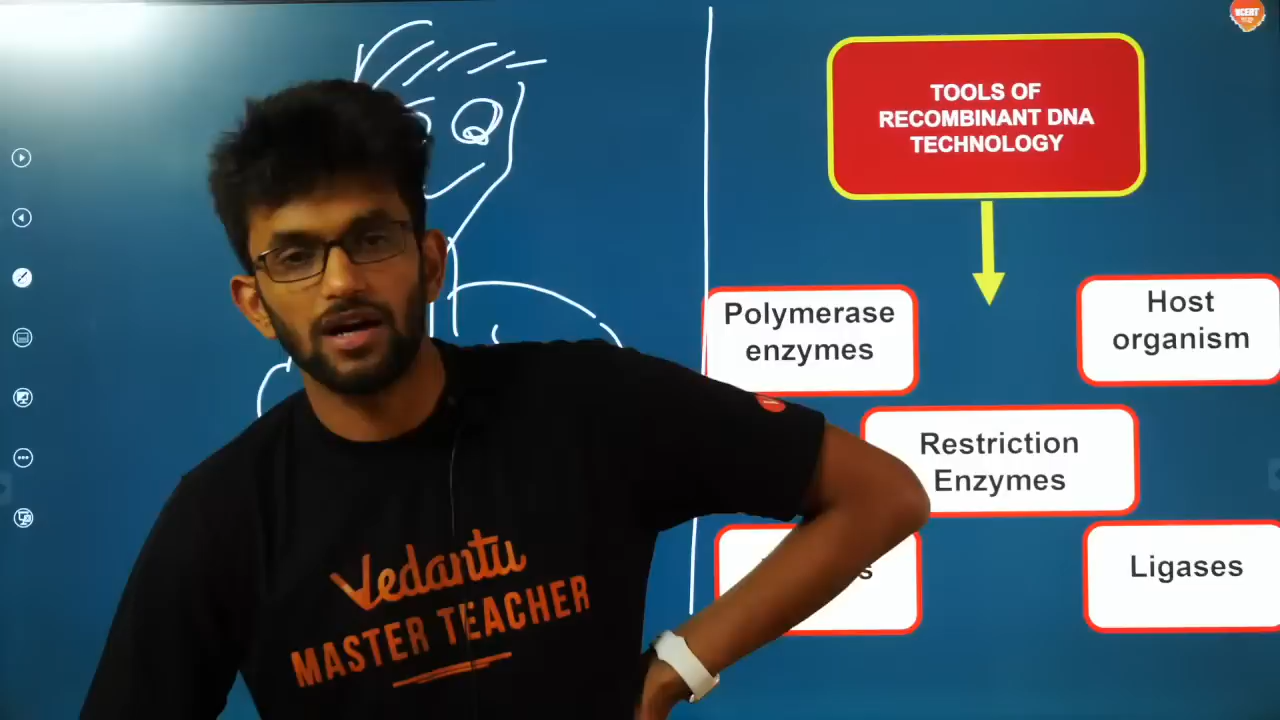 TOOLS OF
RECOMBINANT DNA
TECHNOLOGY
Polymerase
enzymes
Host
organism
Restriction
Enzymes
Ligases
Vedantu
MASTER TEACHER